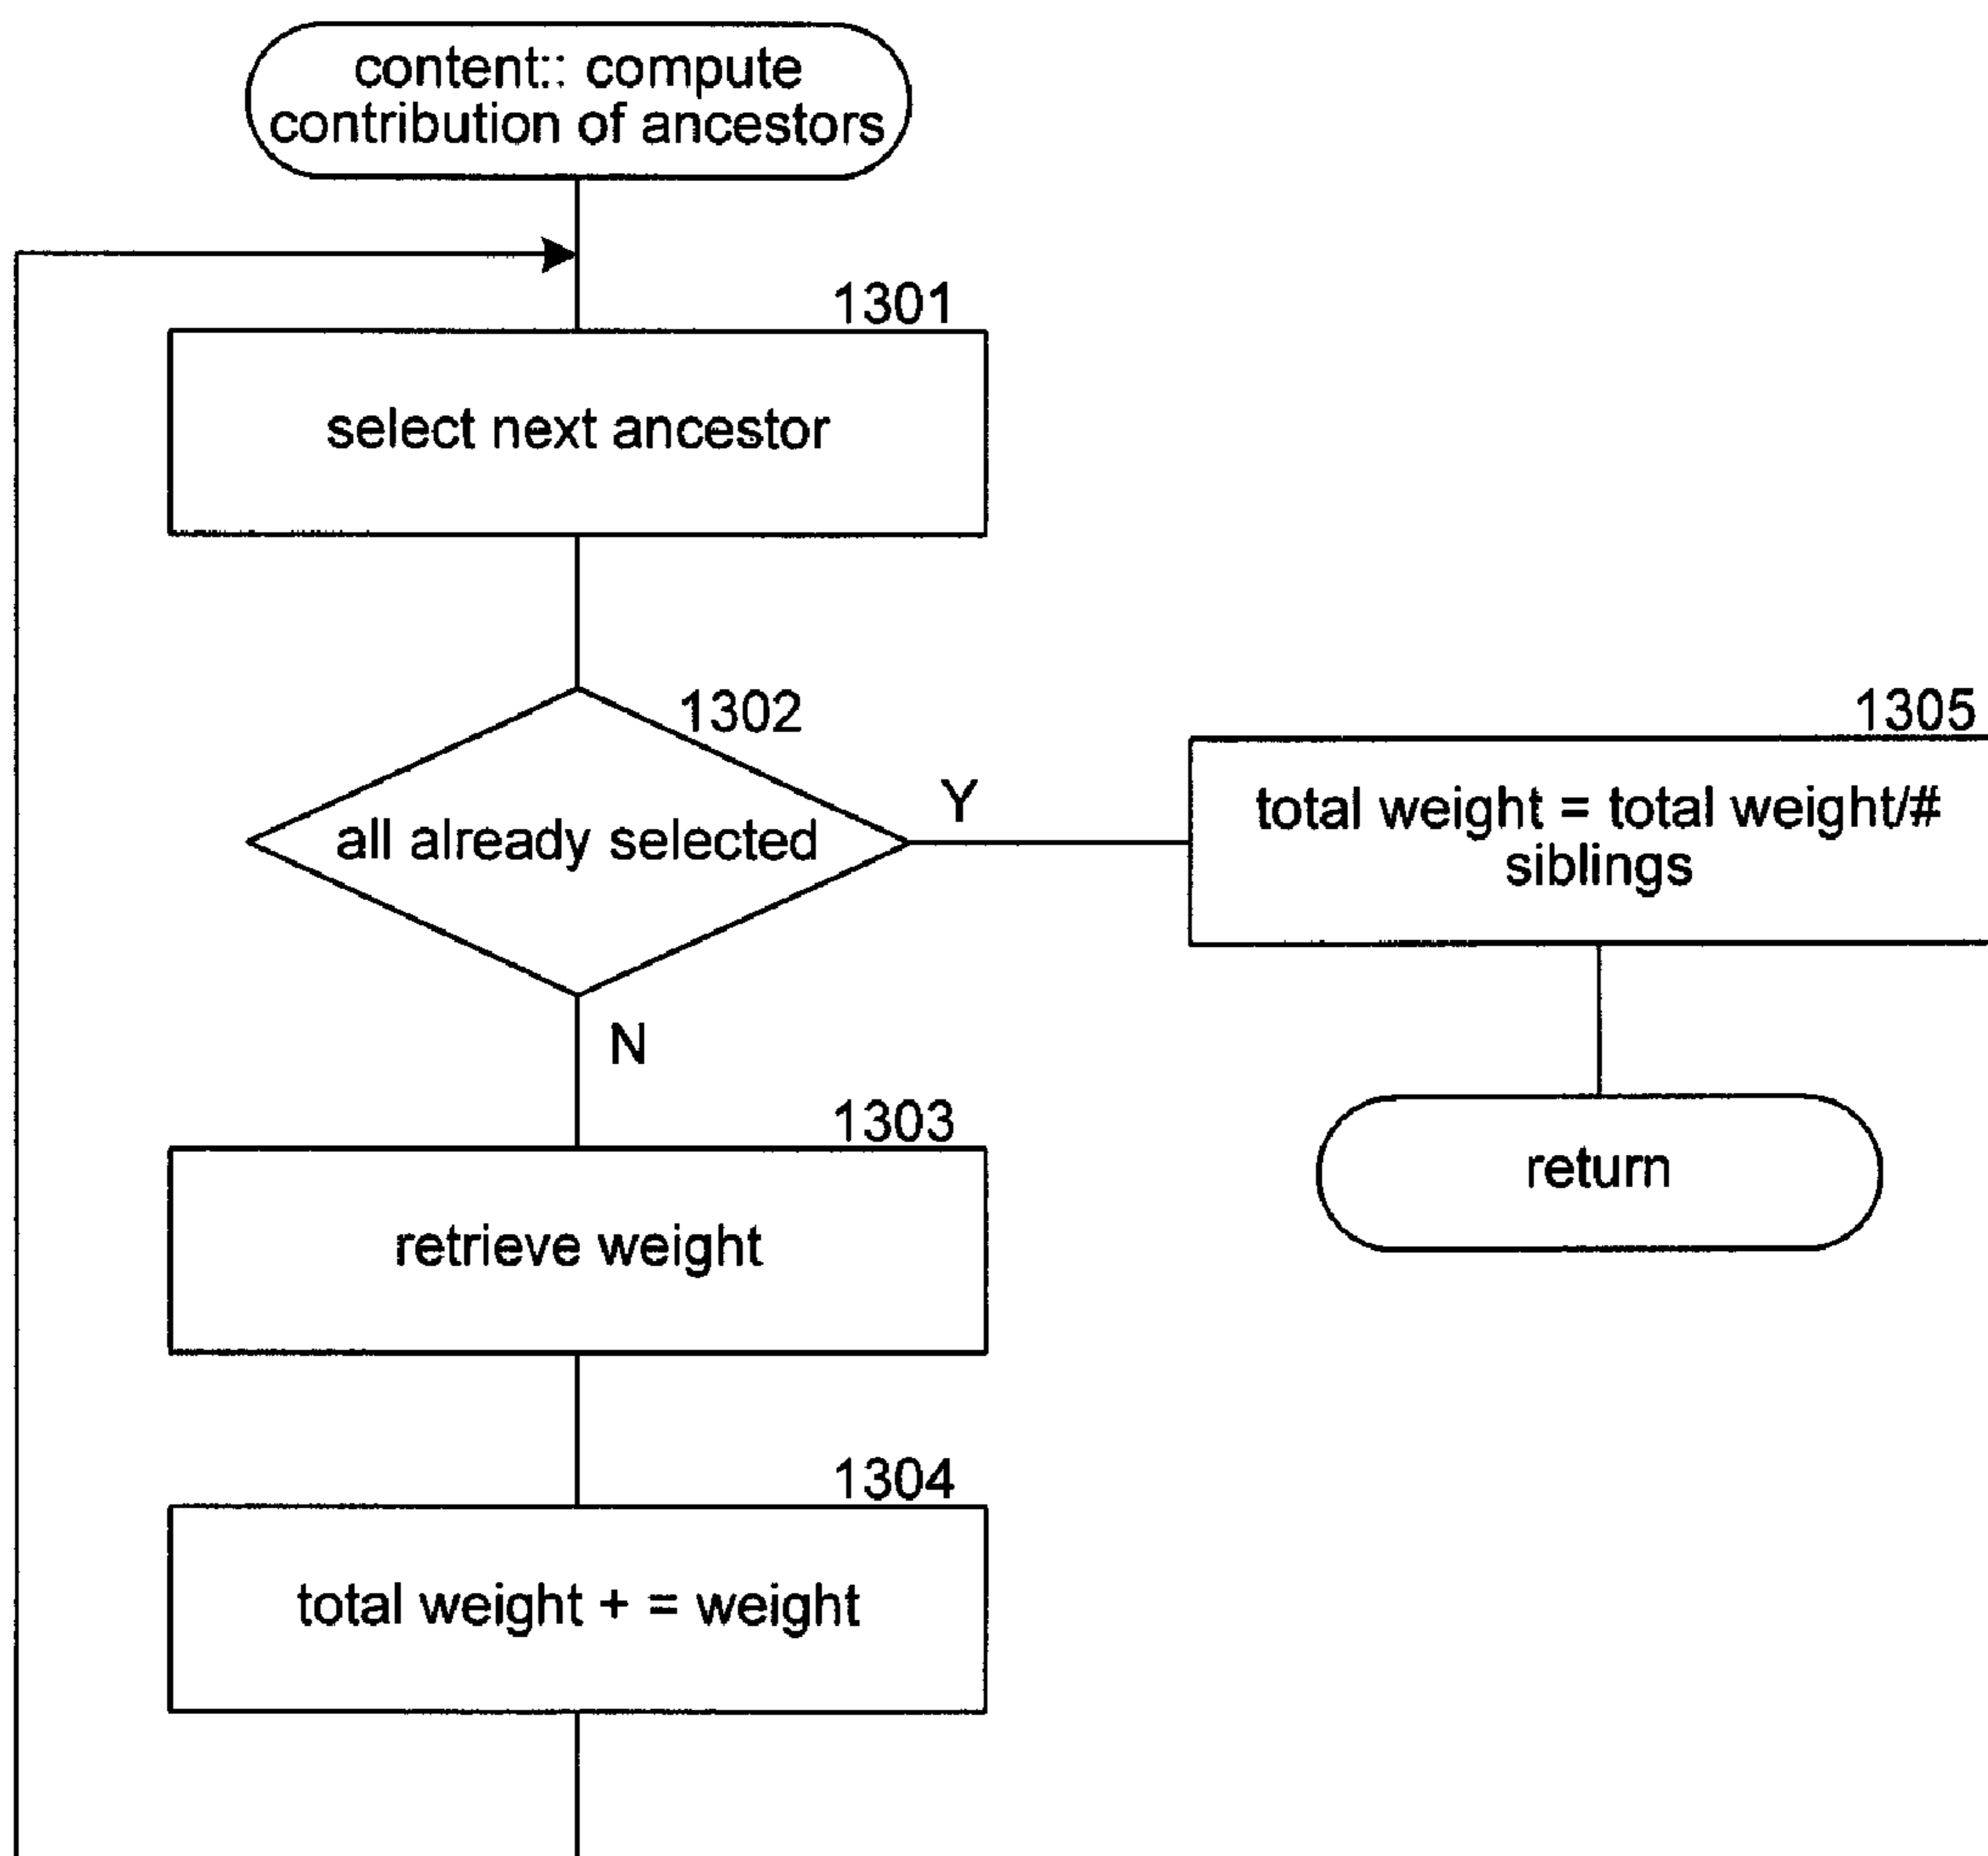 content:: compute
contribution of ancestors
1301
select next ancestor
1302
all already selected
Y
N
1305
total weight = total weight/#
siblings
return
1303
retrieve weight
1304
total weight + = weight